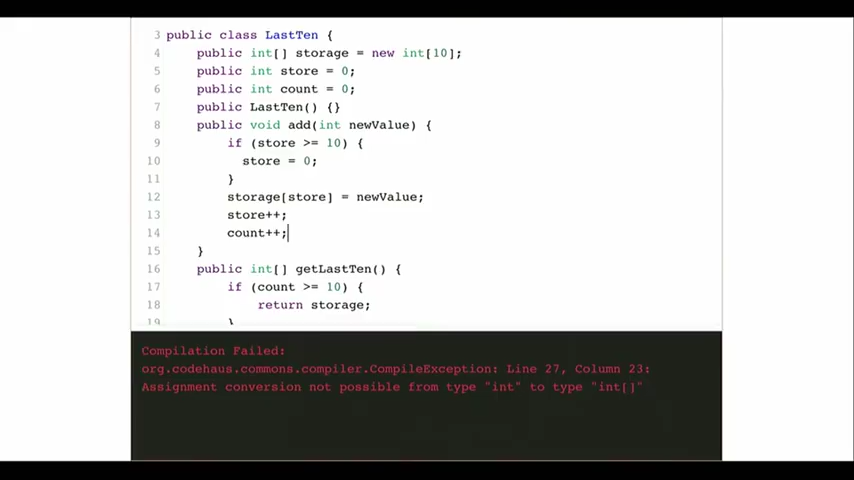 3 public class LastTen {
4 public int[] storage = new int[10];
5 public int store = 0;
6 public int count = 0;
7 public LastTen() {}
8 public void add(int newValue) {
9 if (store >= 10) {
10 store = 0;
11 }
12 storage[store] = newValue;
13 store++;
14 count++;
15 }
16 public int[] getLastTen() {
17 if (count >= 10) {
18 return storage;
19 }
Compilation Failed:
org.codehaus.commons.compiler.CompileException: Line 27, Column 23:
Assignment conversion not possible from type "int" to type "int[]"